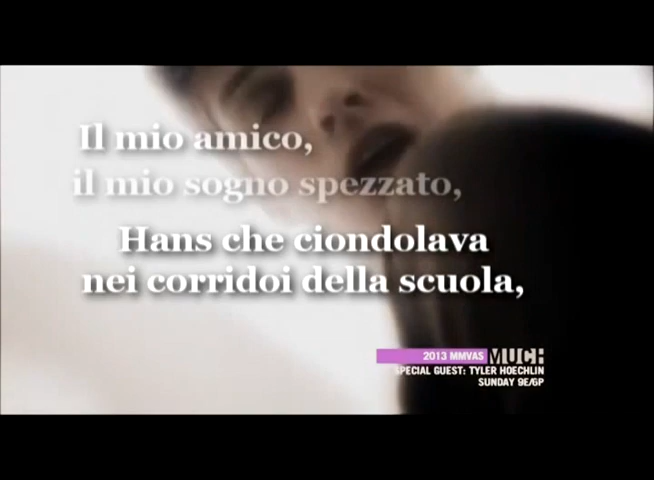 Il mio amico,
il mio sogno spezzato,
Hans che ciondolava
nei corridoi della scuola,
2013 MMVAS MUCH
SPECIAL GUEST: TYLER HOECHLIN
SUNDAY 9E/6P